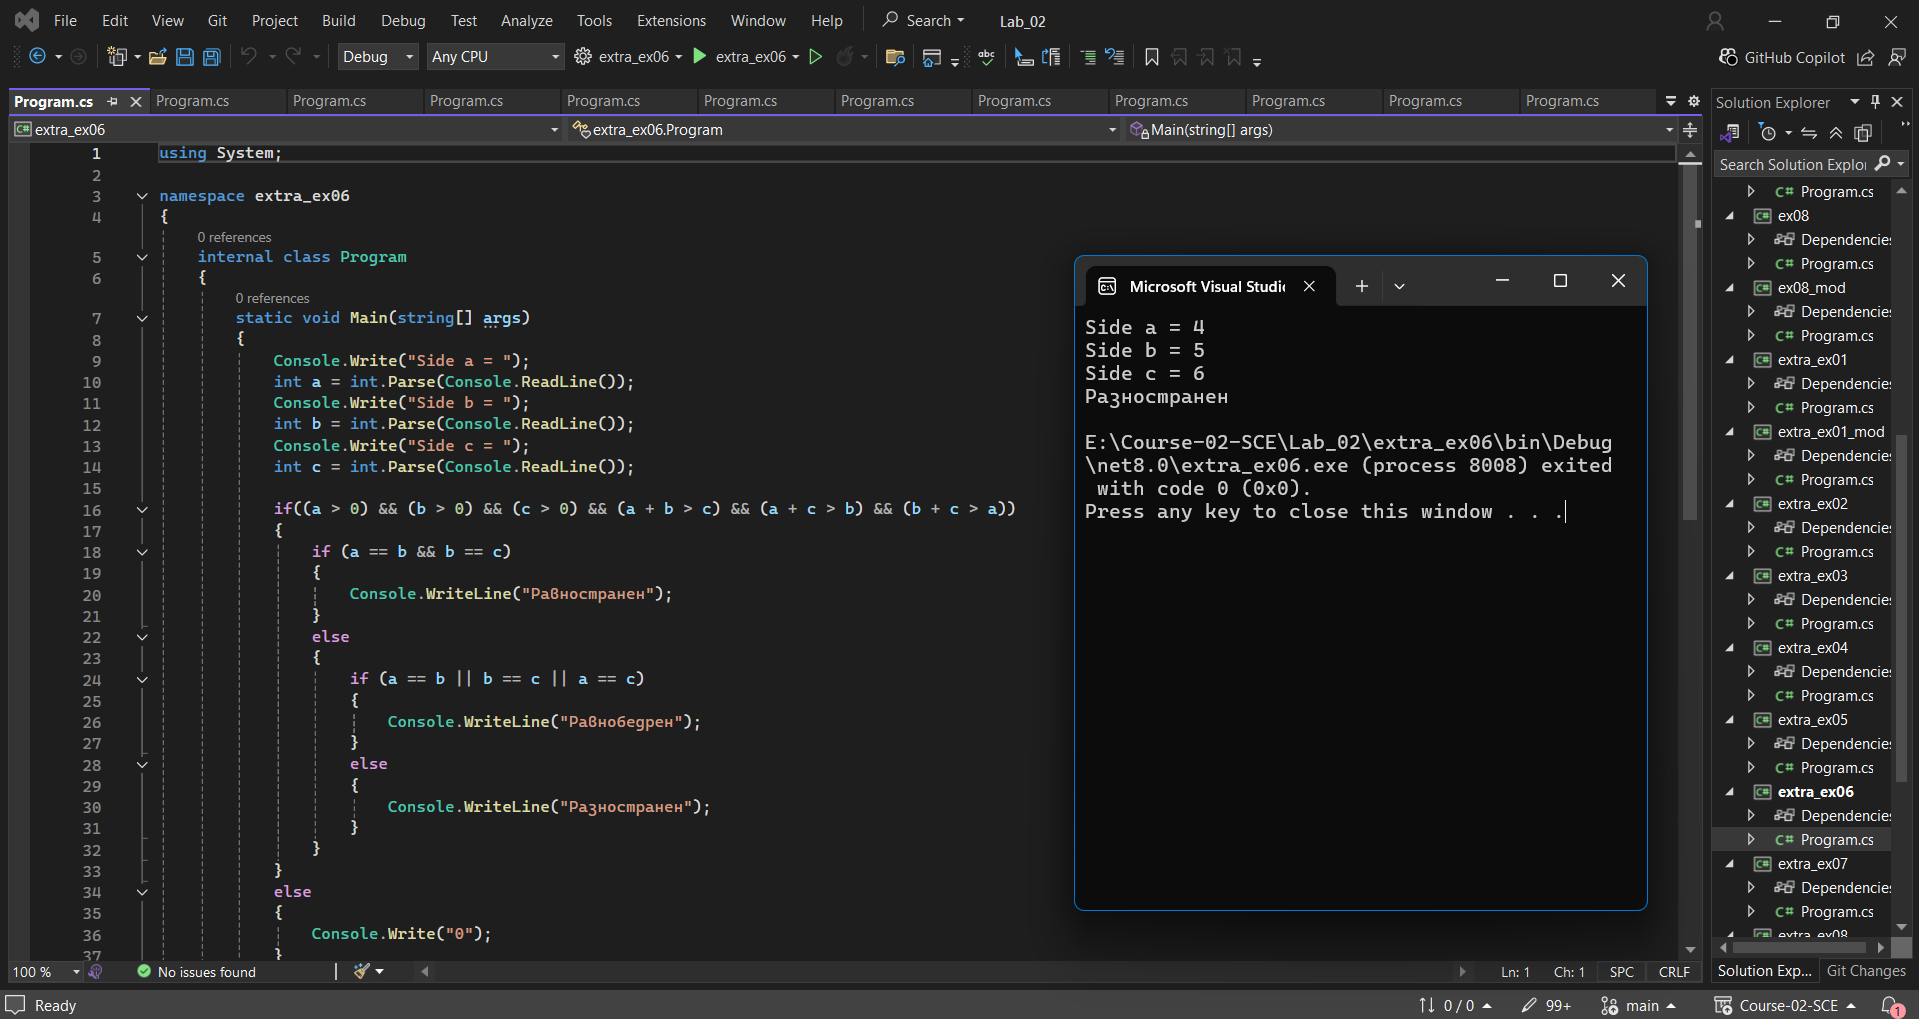 File Edit View Git Project Build Debug Test Analyze Tools Extensions Window Help Search Lab_02
Debug Any CPU extra_ex06 extra_ex06 GitHub Copilot
Program.cs Program.cs Program.cs Program.cs Program.cs Program.cs Program.cs Program.cs Program.cs Program.cs Program.cs Program.cs
extra_ex06 extra_ex06.Program Main(string[] args)
1 using System;
2
3 namespace extra_ex06
4 {
0 references
5 internal class Program
6 {
0 references
7 static void Main(string[] args)
8 {
9 Console.Write("Side a = ");
10 int a = int.Parse(Console.ReadLine());
11 Console.Write("Side b = ");
12 int b = int.Parse(Console.ReadLine());
13 Console.Write("Side c = ");
14 int c = int.Parse(Console.ReadLine());
15
16 if((a > 0) && (b > 0) && (c > 0) && (a + b > c) && (a + c > b) && (b + c > a))
17 {
18 if (a == b && b == c)
19 {
20 Console.WriteLine("Равностранен");
21 }
22 else
23 {
24 if (a == b || b == c || a == c)
25 {
26 Console.WriteLine("Равнобедрен");
27 }
28 else
29 {
30 Console.WriteLine("Разностранен");
31 }
32 }
33 }
34 else
35 {
36 Console.Write("0");
37 }
100 % No issues found Ln: 1 Ch: 1 SPC CRLF
Microsoft Visual Studi
Side a = 4
Side b = 5
Side c = 6
Разностранен
E:\Course-02-SCE\Lab_02\extra_ex06\bin\Debug
\net8.0\extra_ex06.exe (process 8008) exited
with code 0 (0x0).
Press any key to close this window . . .
Solution Explorer
Search Solution Explo
C# Program.cs
C# ex08
Dependencies
C# Program.cs
C# ex08_mod
Dependencies
C# Program.cs
C# extra_ex01
Dependencies
C# Program.cs
C# extra_ex01_mod
Dependencies
C# Program.cs
C# extra_ex02
Dependencies
C# Program.cs
C# extra_ex03
Dependencies
C# Program.cs
C# extra_ex04
Dependencies
C# Program.cs
C# extra_ex05
Dependencies
C# Program.cs
C# extra_ex06
Dependencies
C# Program.cs
C# extra_ex07
Dependencies
C# Program.cs
C# extra_ex08
Solution Exp... Git Changes
Ready 0 / 0 99+ main Course-02-SCE 1